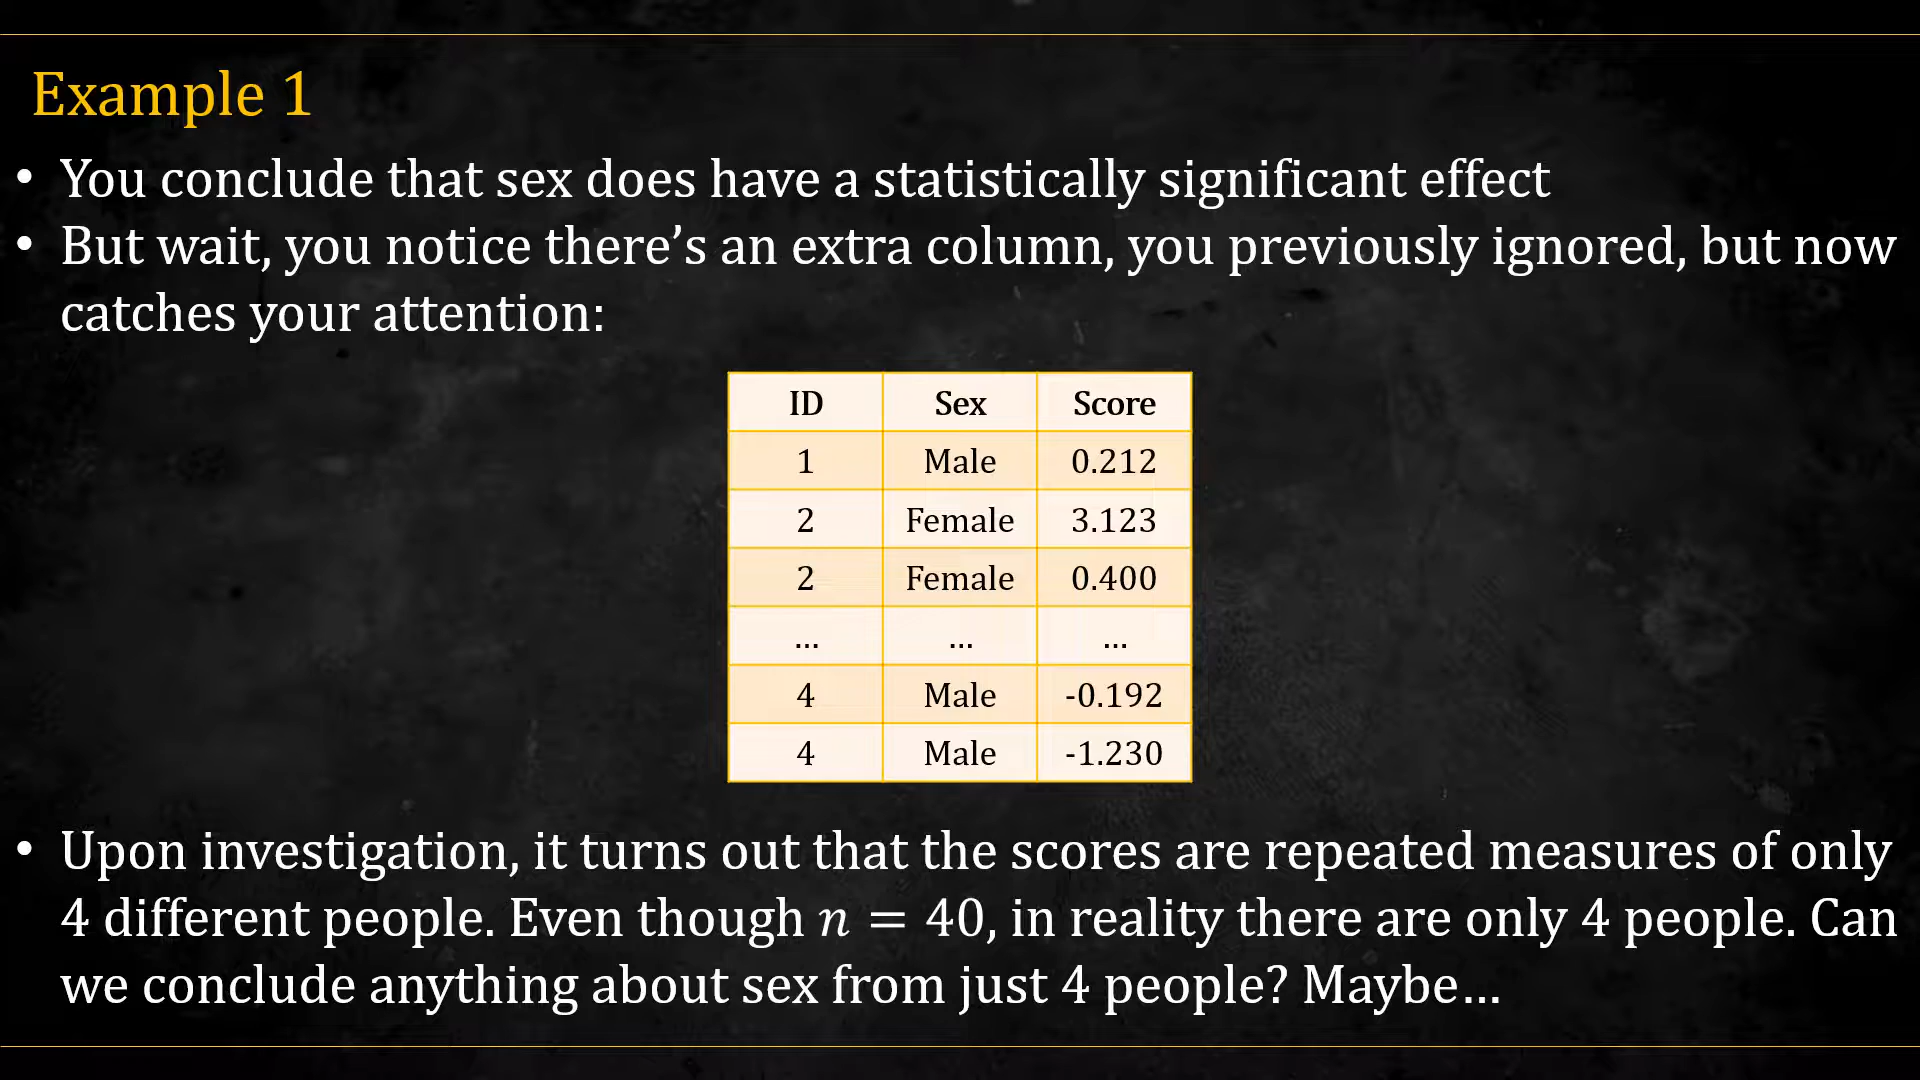 Example 1
• You conclude that sex does have a statistically significant effect
• But wait, you notice there’s an extra column, you previously ignored, but now
catches your attention:
ID Sex Score
1 Male 0.212
2 Female 3.123
2 Female 0.400
... ... ...
4 Male -0.192
4 Male -1.230
• Upon investigation, it turns out that the scores are repeated measures of only
4 different people. Even though n = 40, in reality there are only 4 people. Can
we conclude anything about sex from just 4 people? Maybe...